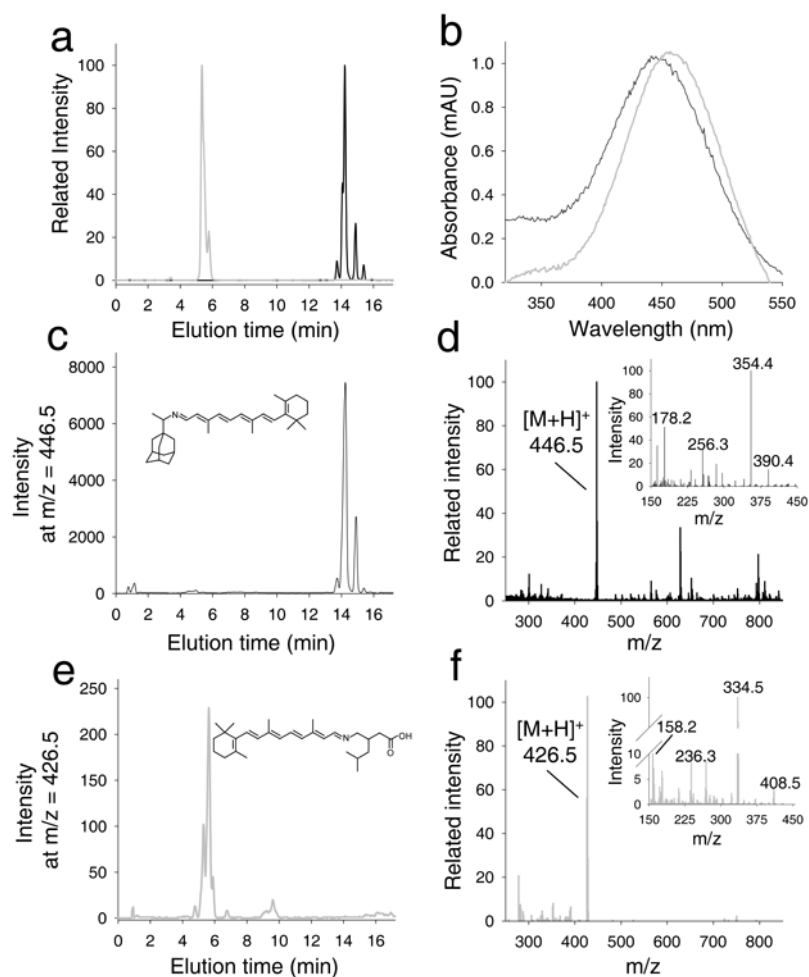 a
Related Intensity
100
80
60
40
20
0
0 2 4 6 8 10 12 14 16
Elution time (min)
b
Absorbance (mAU)
1.0
0.8
0.6
0.4
0.2
0.0
350 400 450 500 550
Wavelength (nm)
c
Intensity
at m/z = 446.5
8000
6000
4000
2000
0
0 2 4 6 8 10 12 14 16
Elution time (min)
N
d
Related intensity
100
80
60
40
20
0
300 400 500 600 700 800
m/z
[M+H]+
446.5
Intensity
100
80
60
40
20
0
150 225 300 375 450
m/z
354.4
178.2
256.3
390.4
e
Intensity
at m/z = 426.5
250
200
150
100
50
0
0 2 4 6 8 10 12 14 16
Elution time (min)
N
OH
O
f
Related intensity
100
80
60
40
20
0
300 400 500 600 700 800
m/z
[M+H]+
426.5
Intensity
100
10
5
0
150 225 300 375 450
m/z
334.5
158.2
236.3
408.5